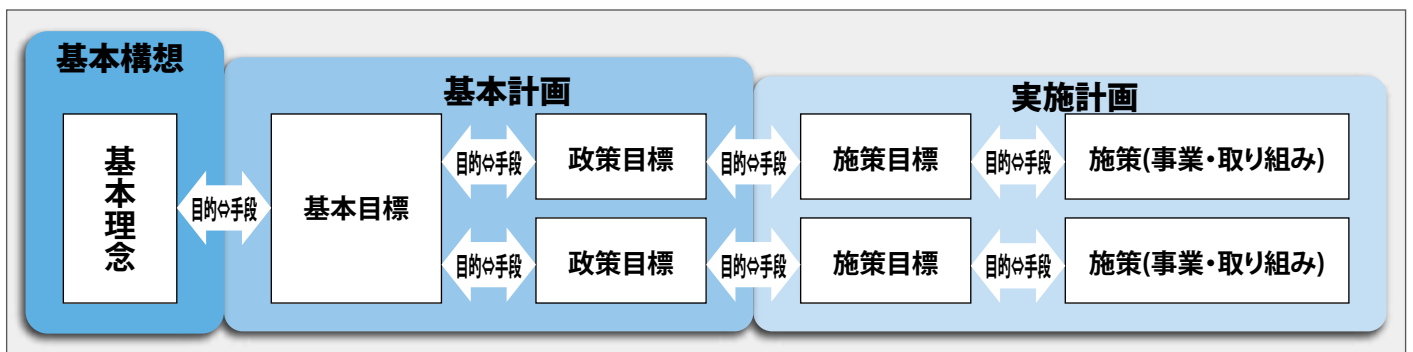 基本構想
基本計画
実施計画
基本理念
目的⇔手段
基本目標
目的⇔手段
政策目標
目的⇔手段
施策目標
目的⇔手段
施策(事業・取り組み)
目的⇔手段
政策目標
目的⇔手段
施策目標
目的⇔手段
施策(事業・取り組み)